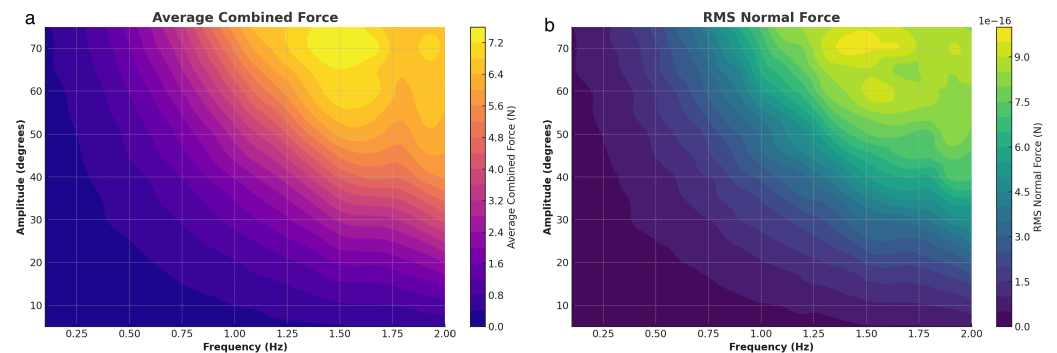 a
Average Combined Force
Amplitude (degrees)
70
60
50
40
30
20
10
0.25 0.50 0.75 1.00 1.25 1.50 1.75 2.00
Frequency (Hz)
7.2
6.4
5.6
4.8
4.0
3.2
2.4
1.6
0.8
0.0
Average Combined Force (N)
b
RMS Normal Force
Amplitude (degrees)
70
60
50
40
30
20
10
0.25 0.50 0.75 1.00 1.25 1.50 1.75 2.00
Frequency (Hz)
1e−16
9.0
7.5
6.0
4.5
3.0
1.5
0.0
RMS Normal Force (N)